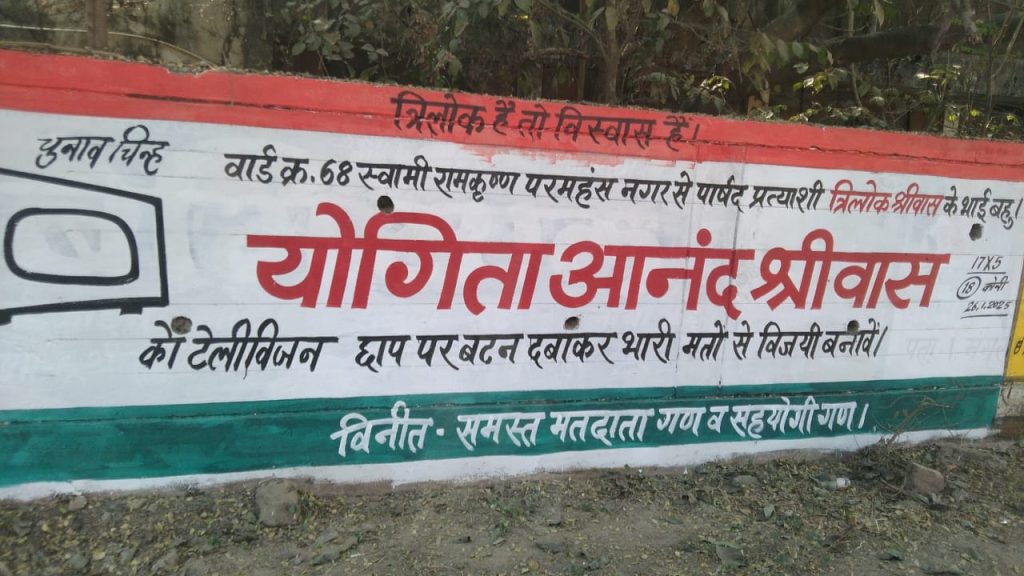 त्रिलोक है तो विस्वास है।
चुनाव चिन्ह
वार्ड क्र. 68 स्वामी रामकृष्ण परमहंस नगर से पार्षद प्रत्याशी त्रिलोक श्रीवास के भाई बहु।
योगिता आनंद श्रीवास
17X5
18 कोनी
26.1.2025
को टेलीविजन छाप पर बटन दबाकर भारी मतों से विजयी बनावें।
विनीत - समस्त मतदाता गण व सहयोगी गण।